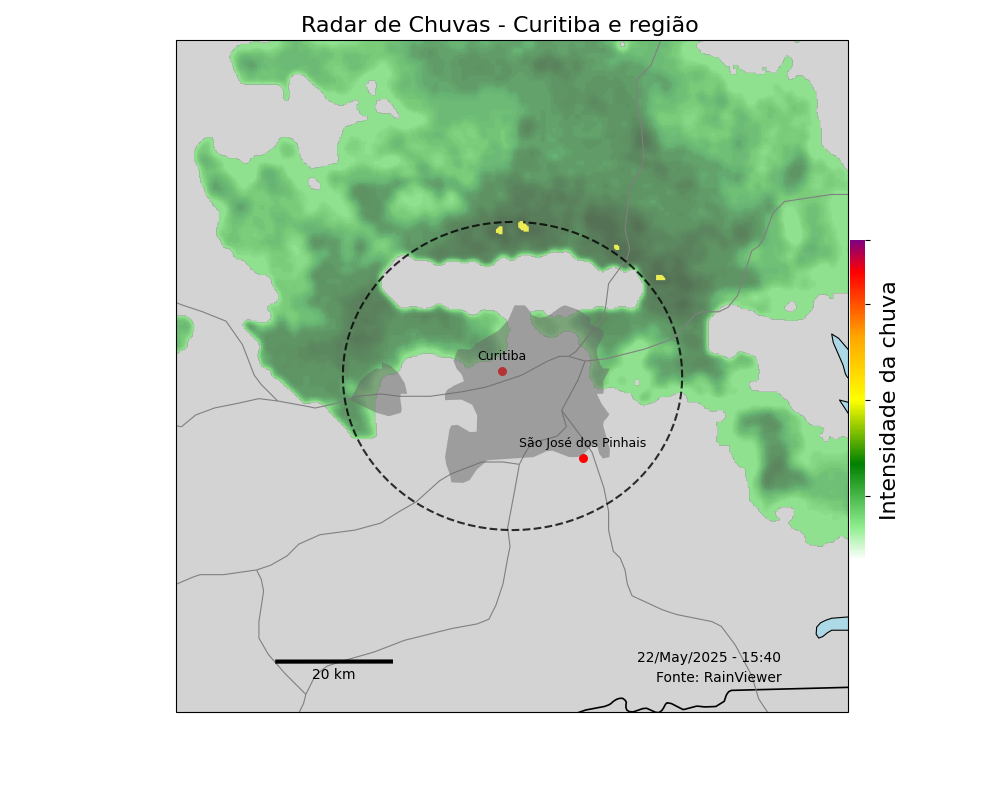 Radar de Chuvas - Curitiba e região
Curitiba
São José dos Pinhais
Intensidade da chuva
22/May/2025 - 15:40
20 km
Fonte: RainViewer